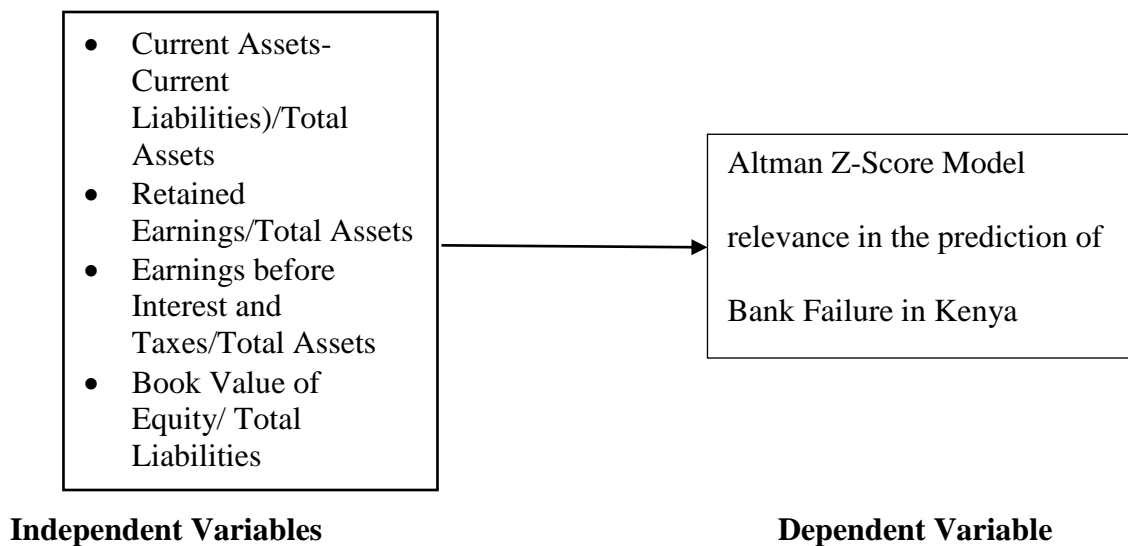 • Current Assets-
Current
Liabilities)/Total
Assets
• Retained
Earnings/Total Assets
• Earnings before
Interest and
Taxes/Total Assets
• Book Value of
Equity/ Total
Liabilities
Altman Z-Score Model
relevance in the prediction of
Bank Failure in Kenya
Independent Variables
Dependent Variable